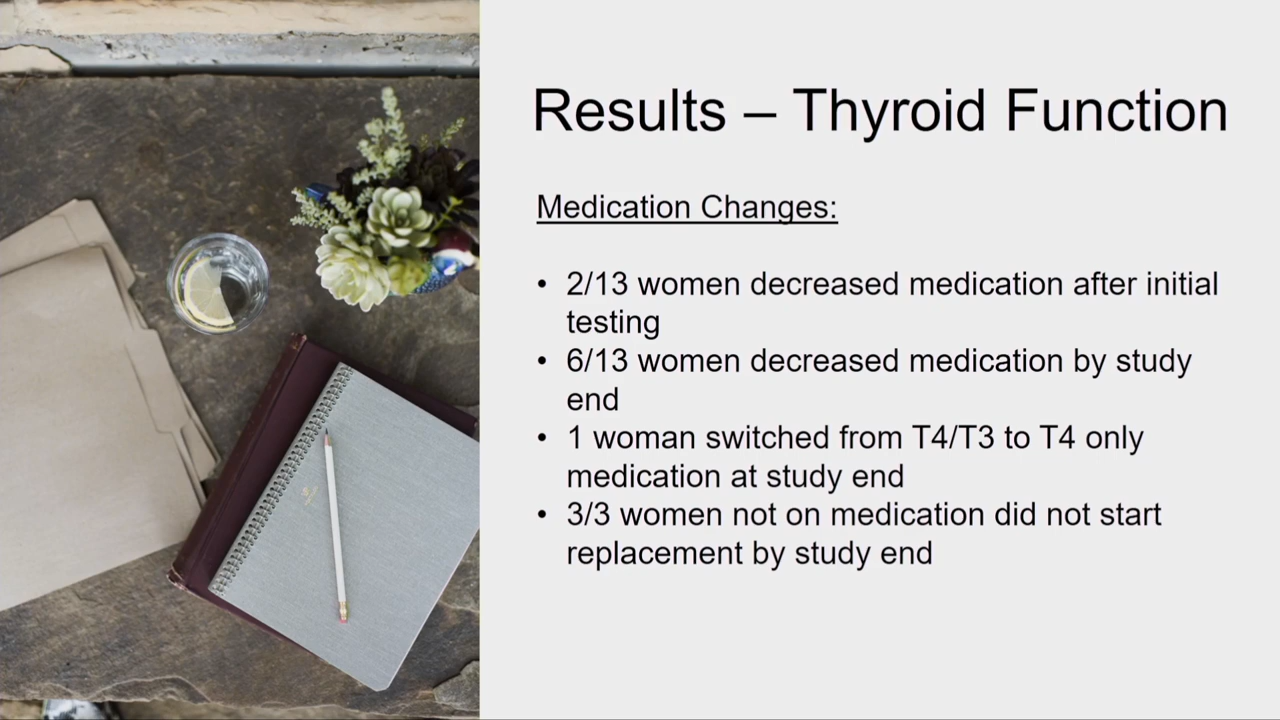 Results – Thyroid Function
Medication Changes:
• 2/13 women decreased medication after initial
testing
• 6/13 women decreased medication by study
end
• 1 woman switched from T4/T3 to T4 only
medication at study end
• 3/3 women not on medication did not start
replacement by study end